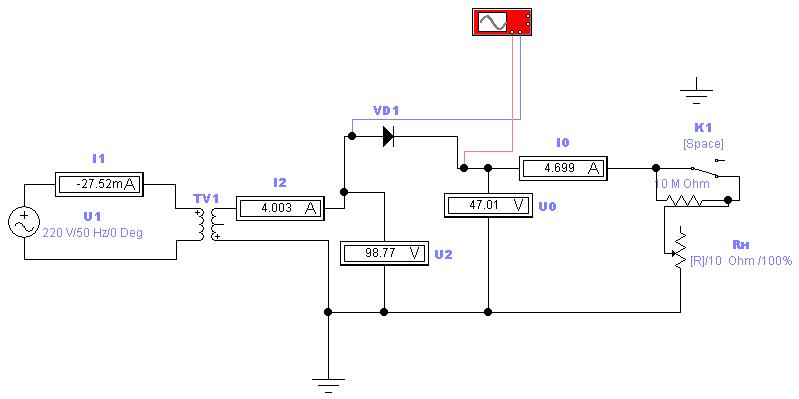 VD1
K1
[Space]
I0
4.699 A
I1
-27.52mA
I2
4.003 A
TV1
10 M Ohm
U1
220 V/50 Hz/0 Deg
47.01 V
U0
98.77 V
U2
Rн
[R]/10 Ohm /100%